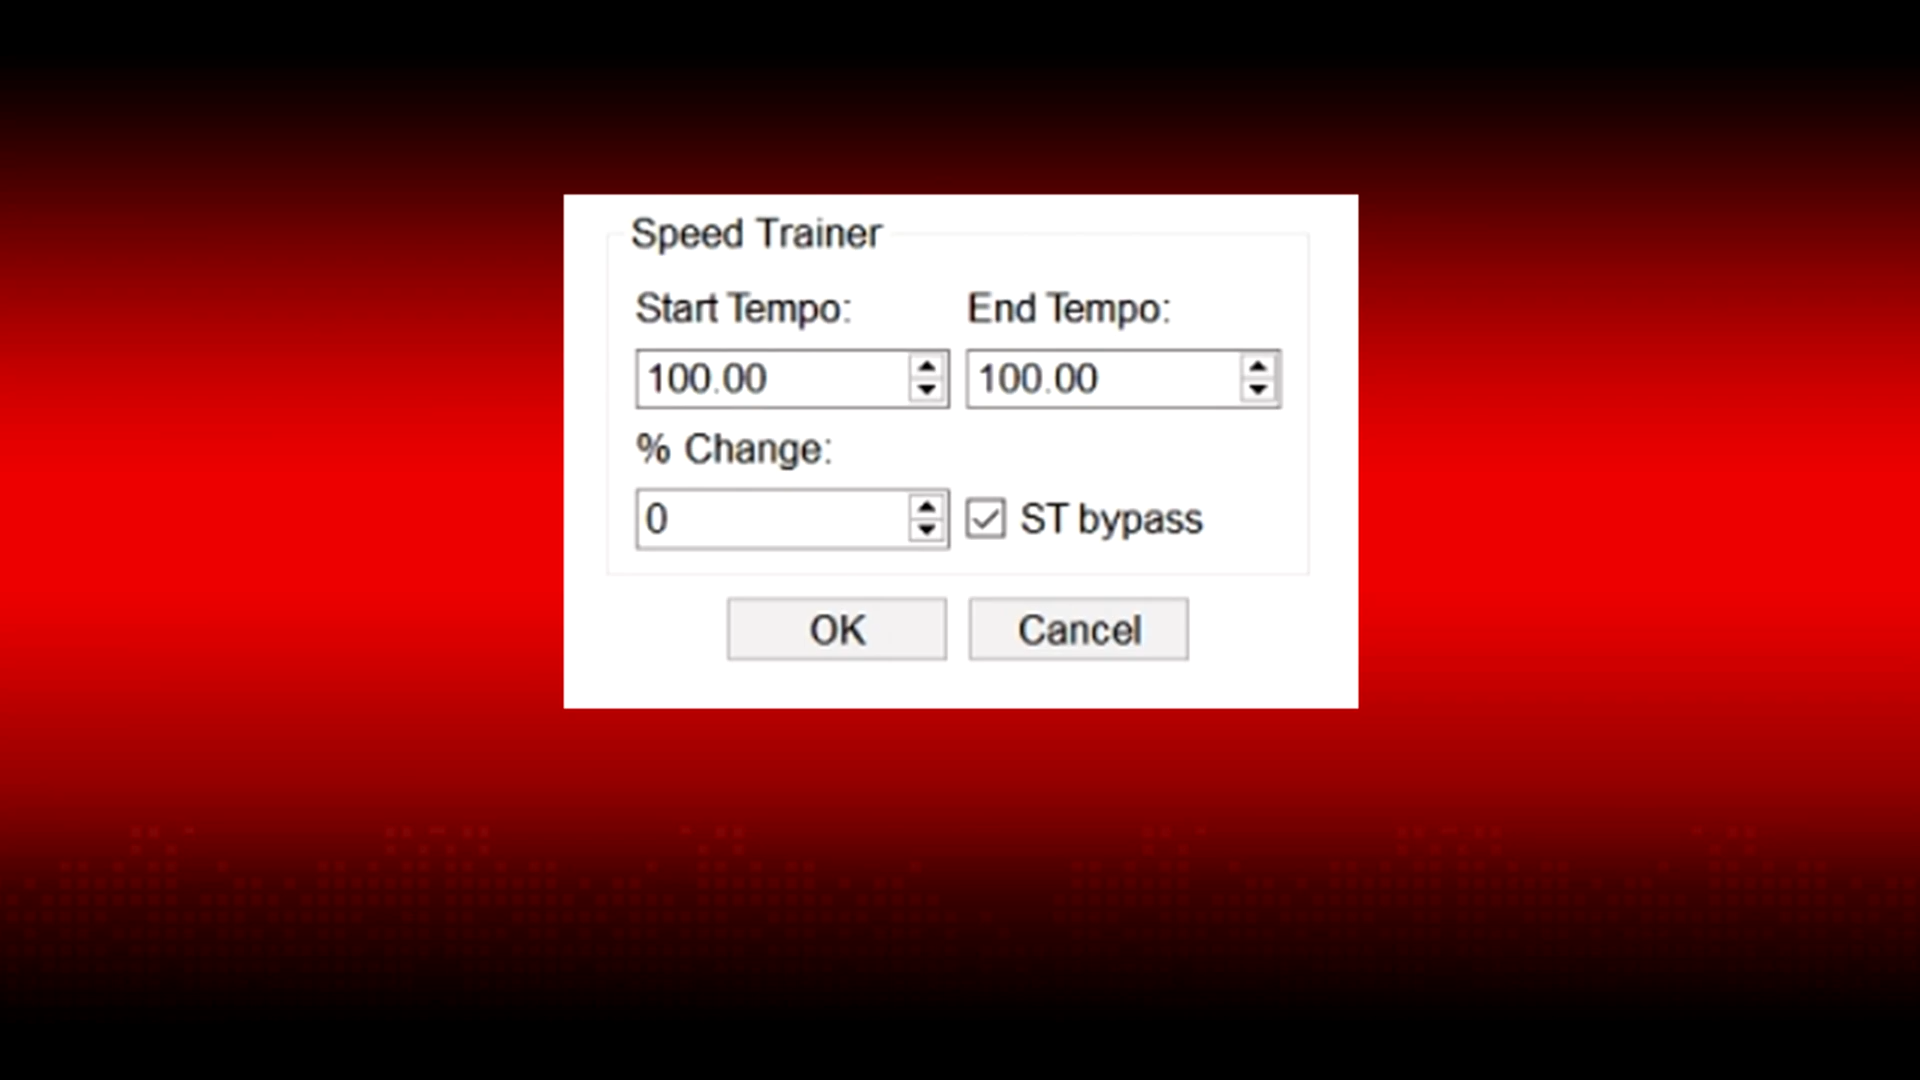 Speed Trainer
Start Tempo: End Tempo:
100.00 100.00
% Change:
0 ST bypass
OK Cancel